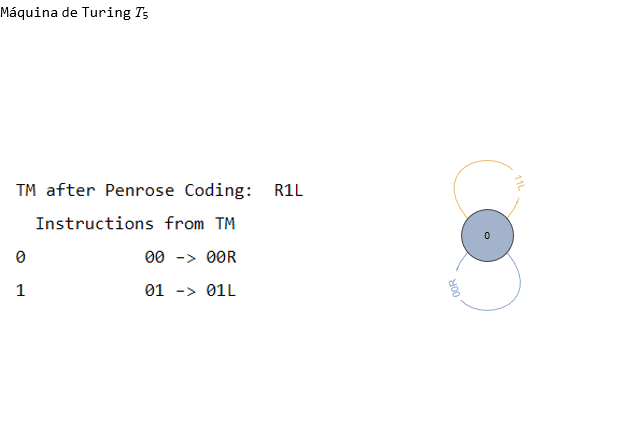 Máquina de Turing T₅
TM after Penrose Coding: R1L
Instructions from TM
0 00 -> 00R
1 01 -> 01L
11L
0
00R